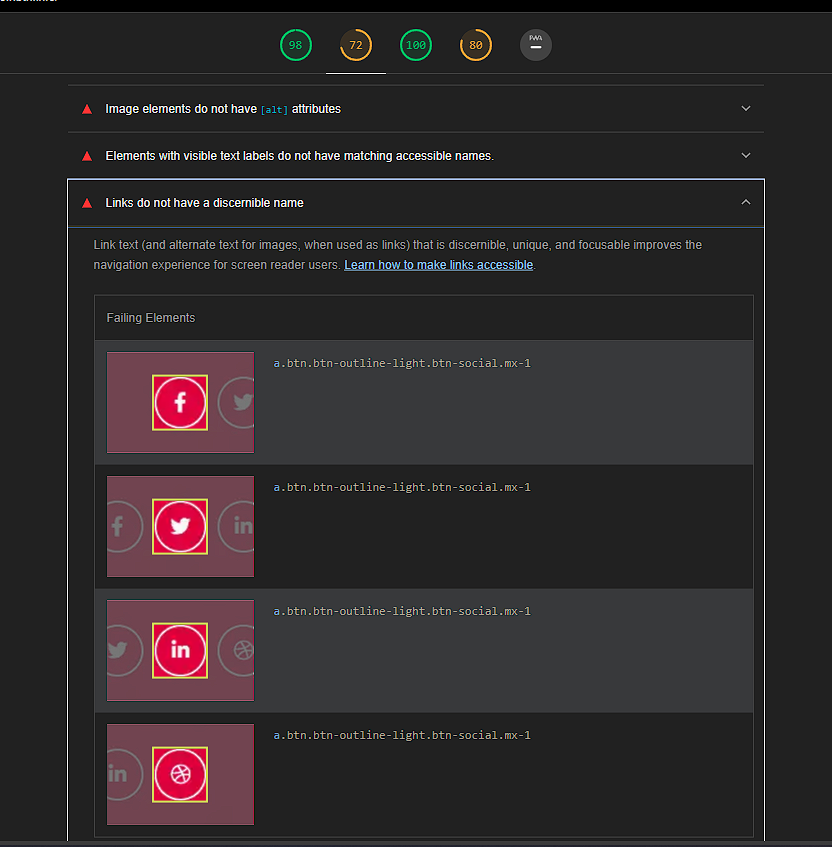 98
72
100
80
PWA
Image elements do not have [alt] attributes
Elements with visible text labels do not have matching accessible names.
Links do not have a discernible name
Link text (and alternate text for images, when used as links) that is discernible, unique, and focusable improves the
navigation experience for screen reader users. Learn how to make links accessible.
Failing Elements
a.btn.btn-outline-light.btn-social.mx-1
a.btn.btn-outline-light.btn-social.mx-1
in
a.btn.btn-outline-light.btn-social.mx-1
in
in
a.btn.btn-outline-light.btn-social.mx-1